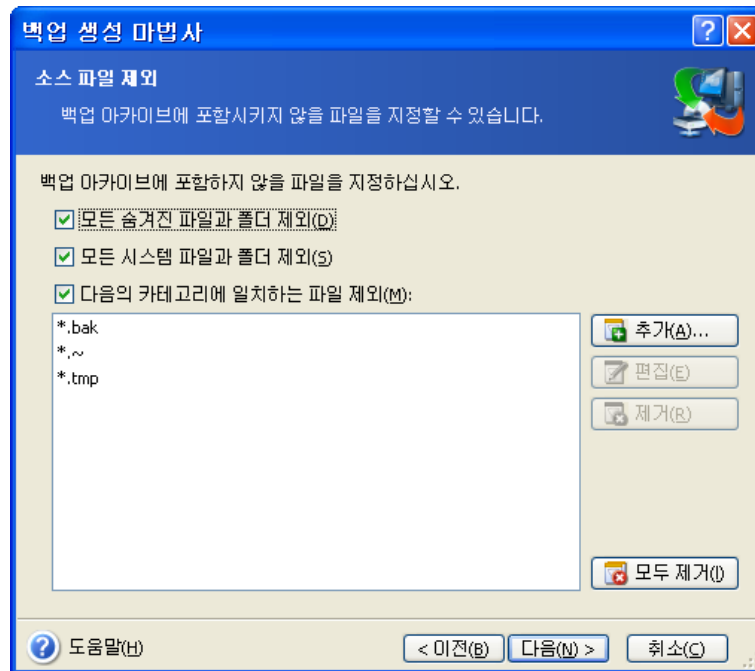 백업 생성 마법사
소스 파일 제외
백업 아카이브에 포함시키지 않을 파일을 지정할 수 있습니다.
백업 아카이브에 포함하지 않을 파일을 지정하십시오.
모든 숨겨진 파일과 폴더 제외(D)
모든 시스템 파일과 폴더 제외(S)
다음의 카테고리에 일치하는 파일 제외(M):
*.bak
*.~
*.tmp
추가(A)...
편집(E)
제거(R)
모두 제거(I)
도움말(H)
< 이전(B)
다음(N) >
취소(C)